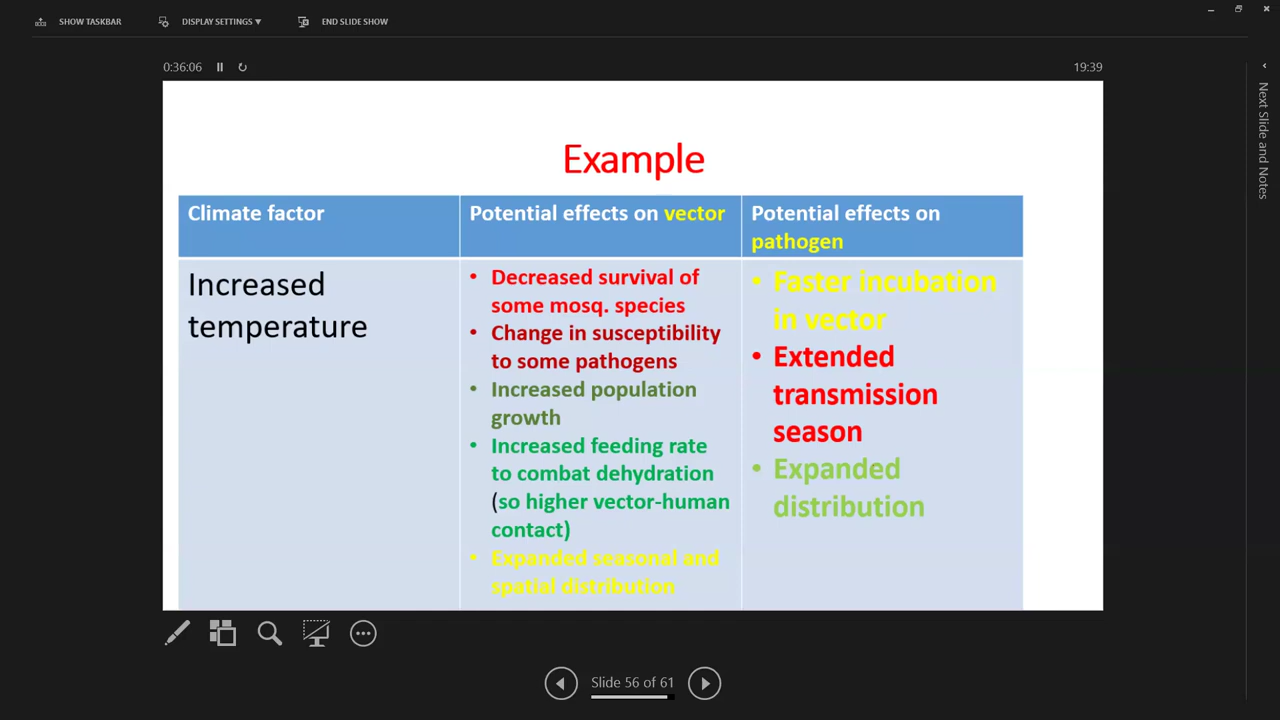 SHOW TASKBAR
DISPLAY SETTINGS ▼
END SLIDE SHOW
0:36:06
19:39
Next Slide and Notes
Example
Climate factor
Potential effects on vector
Potential effects on
pathogen
Increased
temperature
• Decreased survival of
some mosq. species
• Change in susceptibility
to some pathogens
• Increased population
growth
• Increased feeding rate
to combat dehydration
(so higher vector-human
contact)
• Expanded seasonal and
spatial distribution
• Faster incubation
in vector
• Extended
transmission
season
• Expanded
distribution
Slide 56 of 61